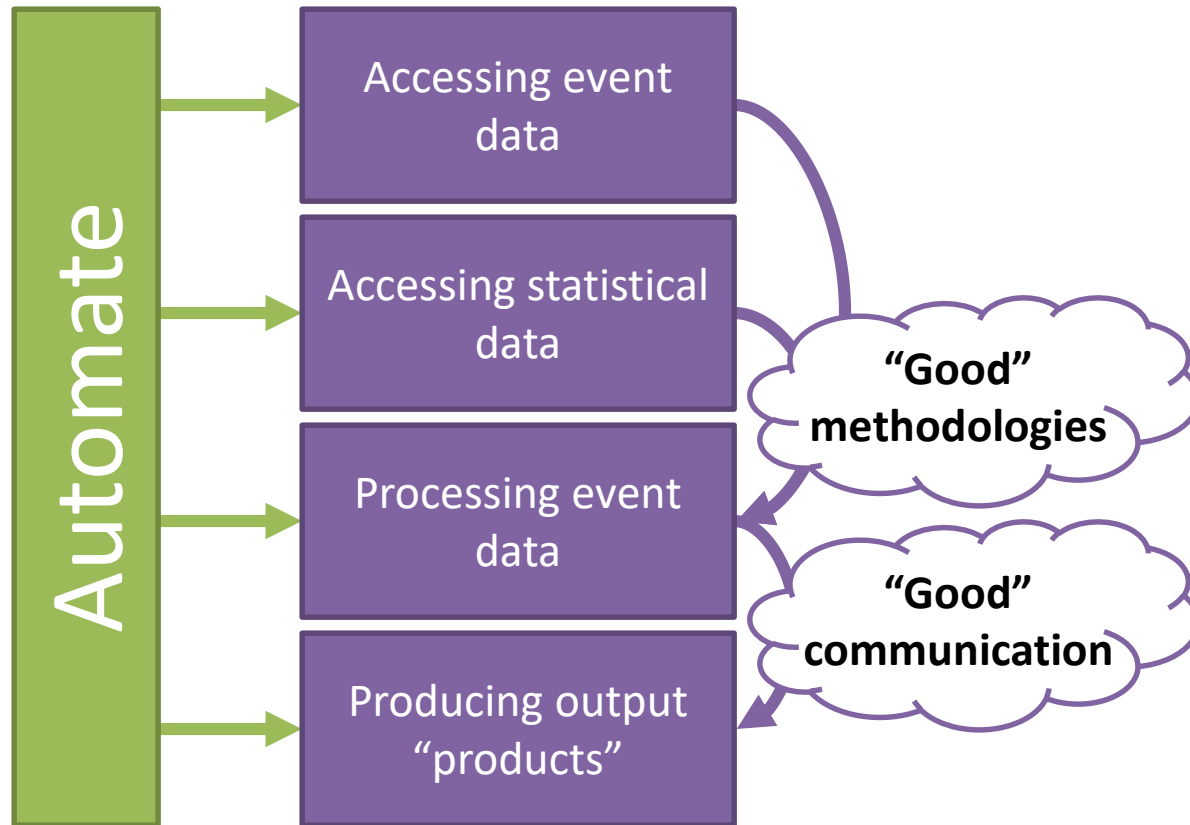 Automate
Accessing event
data
Accessing statistical
data
Processing event
data
Producing output
“products”
“Good”
methodologies
“Good”
communication